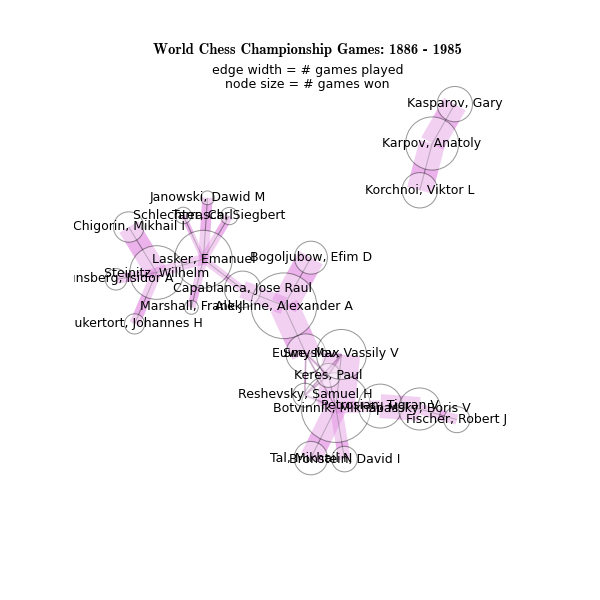 World Chess Championship Games: 1886 - 1985
edge width = # games played
node size = # games won
Kasparov, Gary
Karpov, Anatoly
Korchnoi, Viktor L
Janowski, Dawid M
Schlechter, Carl
Tarrasch, Siegbert
Chigorin, Mikhail I
Lasker, Emanuel
Bogoljubow, Efim D
Steinitz, Wilhelm
unsberg, Isidor A
Capablanca, Jose Raul
Marshall, Frank J
Alekhine, Alexander A
ukertort, Johannes H
Euwe, Max
Smyslov, Vassily V
Keres, Paul
Reshevsky, Samuel H
Botvinnik, Mikhail M
Petrosian, Tigran V
Spassky, Boris V
Fischer, Robert J
Tal, Mikhail N
Bronstein, David I